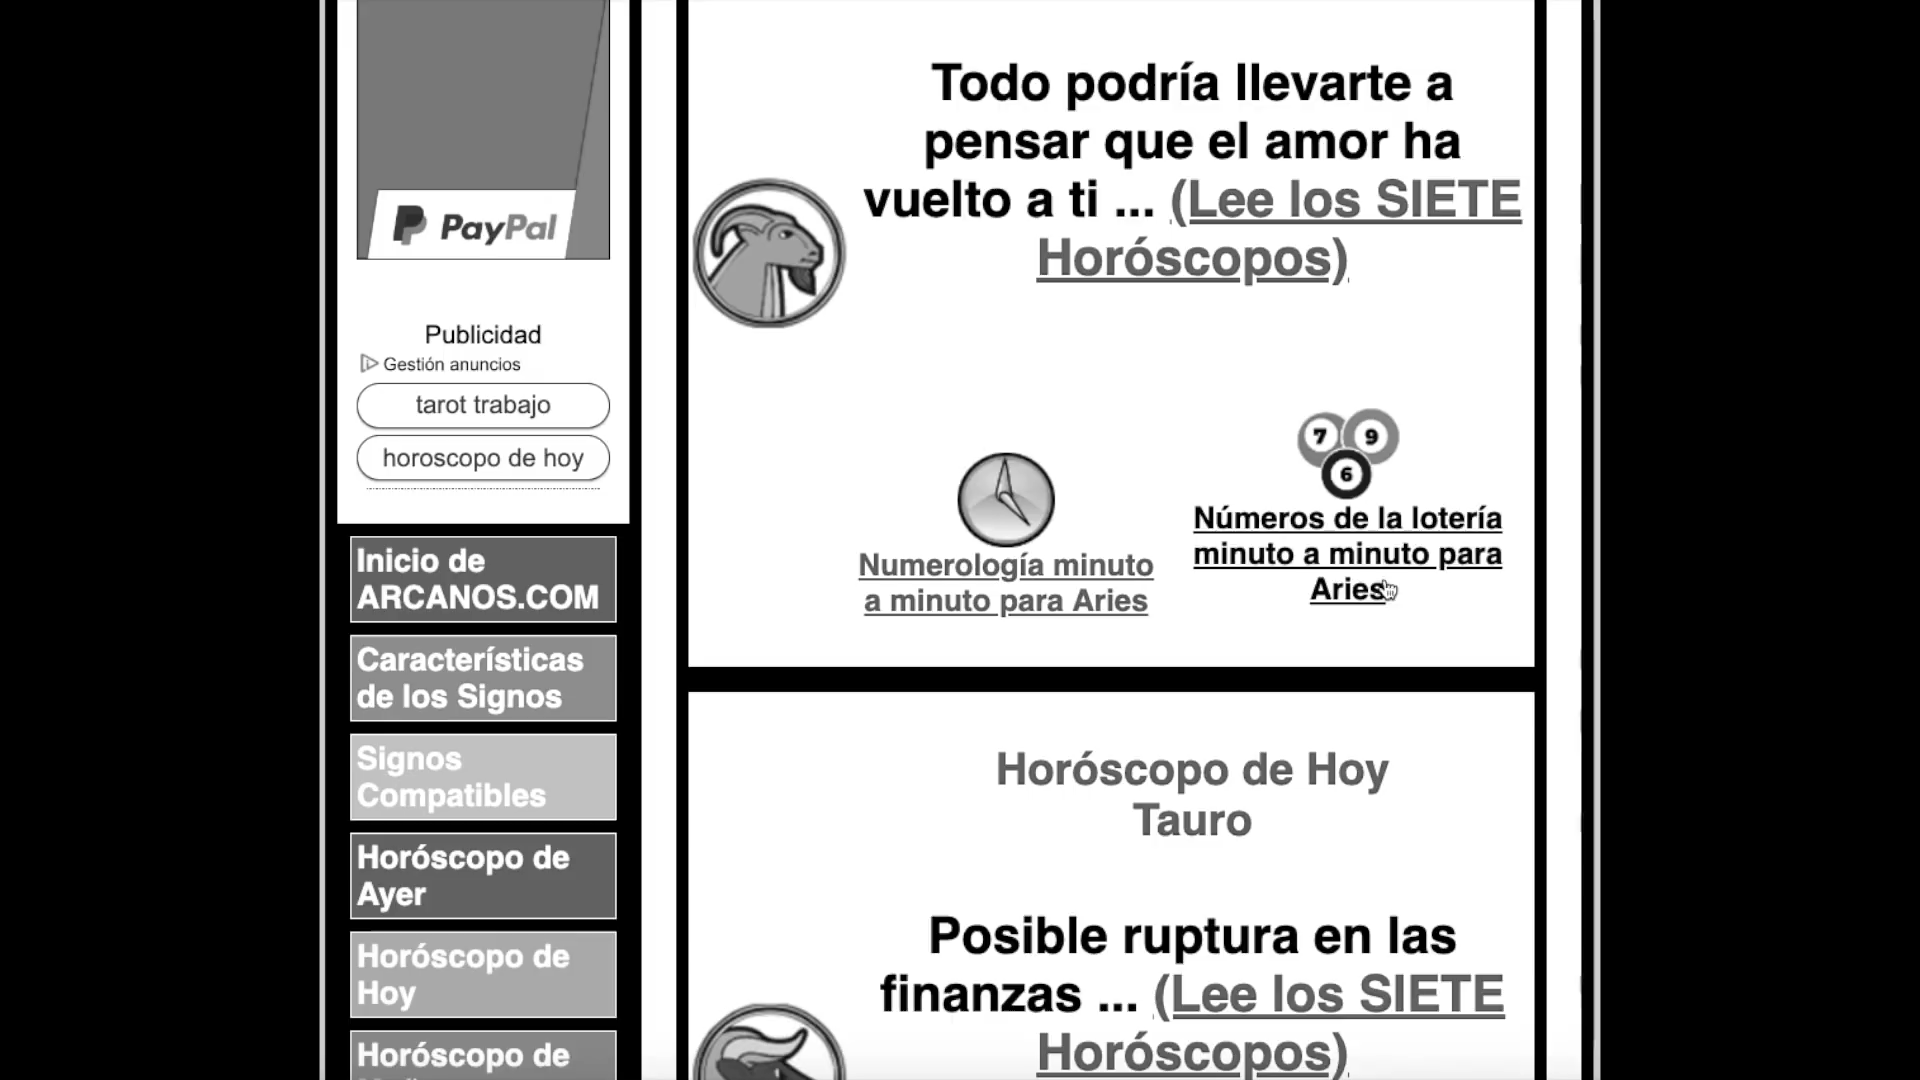 PayPal
Publicidad
Gestión anuncios
tarot trabajo
horoscopo de hoy
Inicio de
ARCANOS.COM
Características
de los Signos
Signos
Compatibles
Horóscopo de
Ayer
Horóscopo de
Hoy
Horóscopo de
Todo podría llevarte a
pensar que el amor ha
vuelto a ti ... (Lee los SIETE
Horóscopos)
Numerología minuto
a minuto para Aries
7 9
6
Números de la lotería
minuto a minuto para
Aries
Horóscopo de Hoy
Tauro
Posible ruptura en las
finanzas ... (Lee los SIETE
Horóscopos)